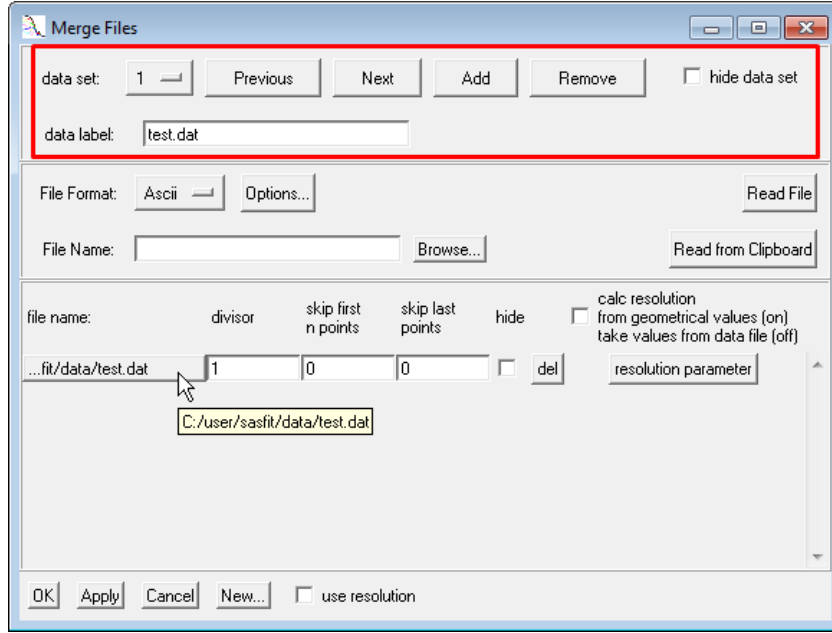 Merge Files
data set: 1 Previous Next Add Remove hide data set
data label: test.dat
File Format: Ascii Options... Read File
File Name: Browse... Read from Clipboard
file name: divisor skip first n points skip last points hide calc resolution
from geometrical values (on)
take values from data file (off)
...fit/data/test.dat 1 0 0 del resolution parameter
C:/user/sasfit/data/test.dat
OK Apply Cancel New... use resolution